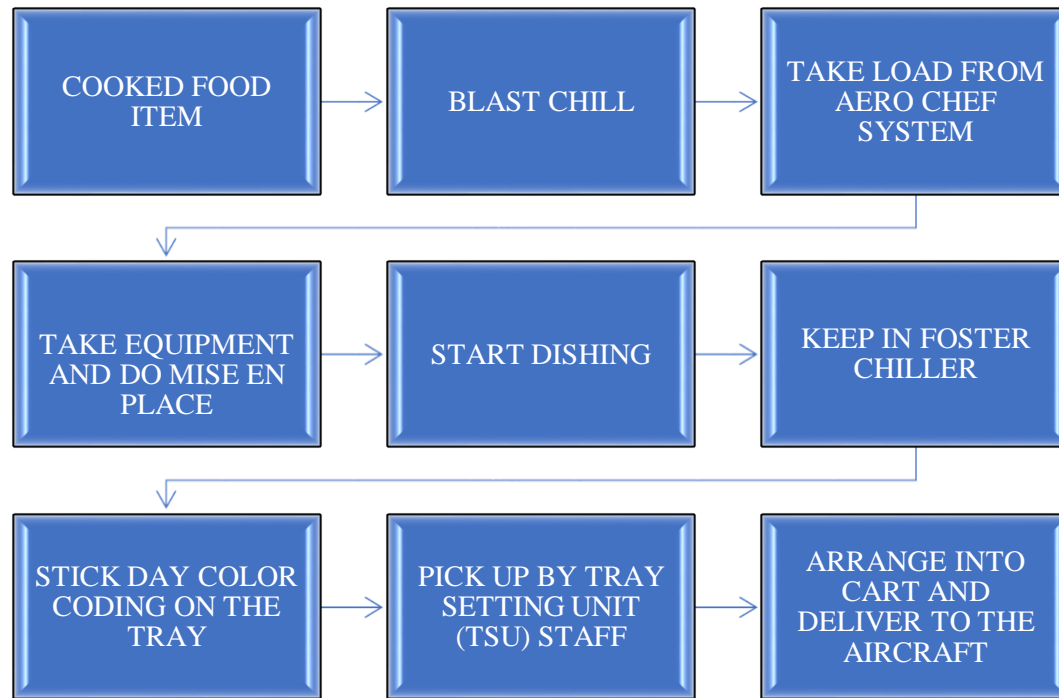 COOKED FOOD
ITEM
BLAST CHILL
TAKE LOAD FROM
AERO CHEF
SYSTEM
TAKE EQUIPMENT
AND DO MISE EN
PLACE
START DISHING
KEEP IN FOSTER
CHILLER
STICK DAY COLOR
CODING ON THE
TRAY
PICK UP BY TRAY
SETTING UNIT
(TSU) STAFF
ARRANGE INTO
CART AND
DELIVER TO THE
AIRCRAFT